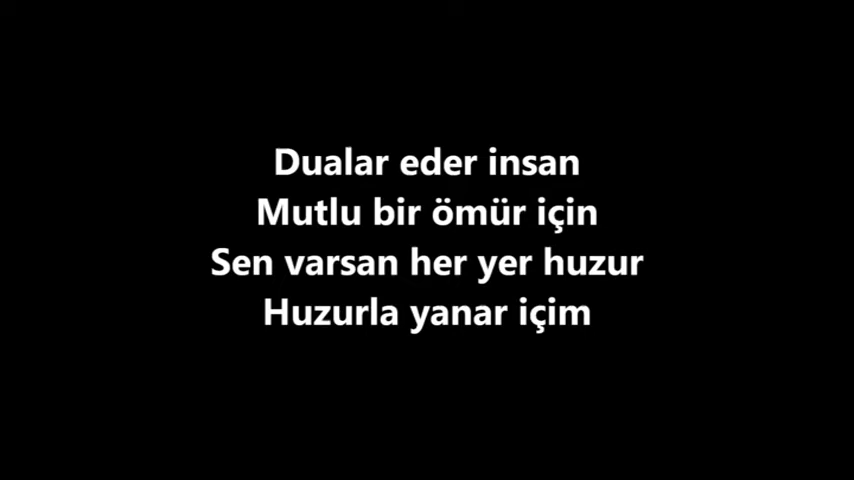 Dualar eder insan
Mutlu bir ömür için
Sen varsan her yer huzur
Huzurla yanar içim